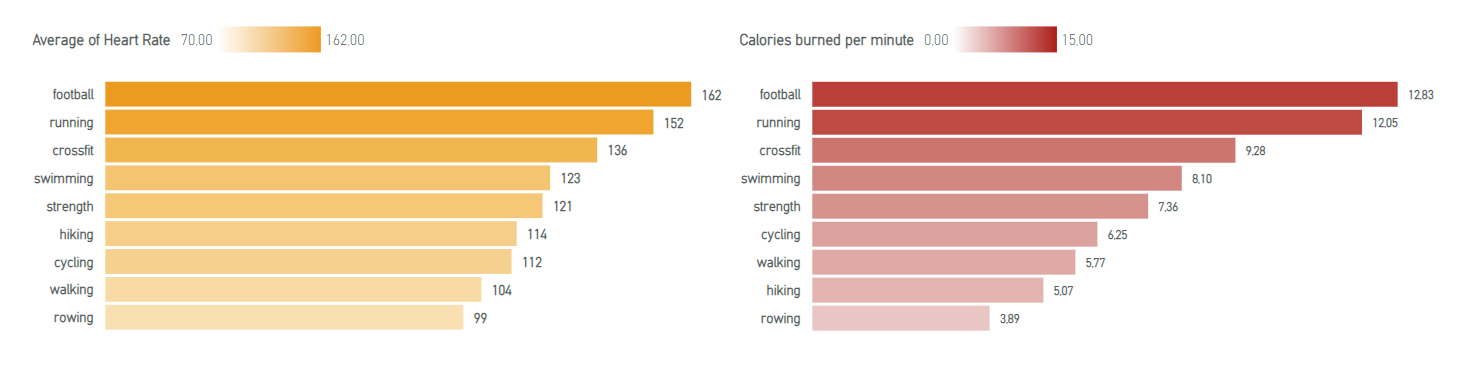 Average of Heart Rate 70,00 162,00
football 162
running 152
crossfit 136
swimming 123
strength 121
hiking 114
cycling 112
walking 104
rowing 99
Calories burned per minute 0,00 15,00
football 12,83
running 12,05
crossfit 9,28
swimming 8,10
strength 7,36
cycling 6,25
walking 5,77
hiking 5,07
rowing 3,89